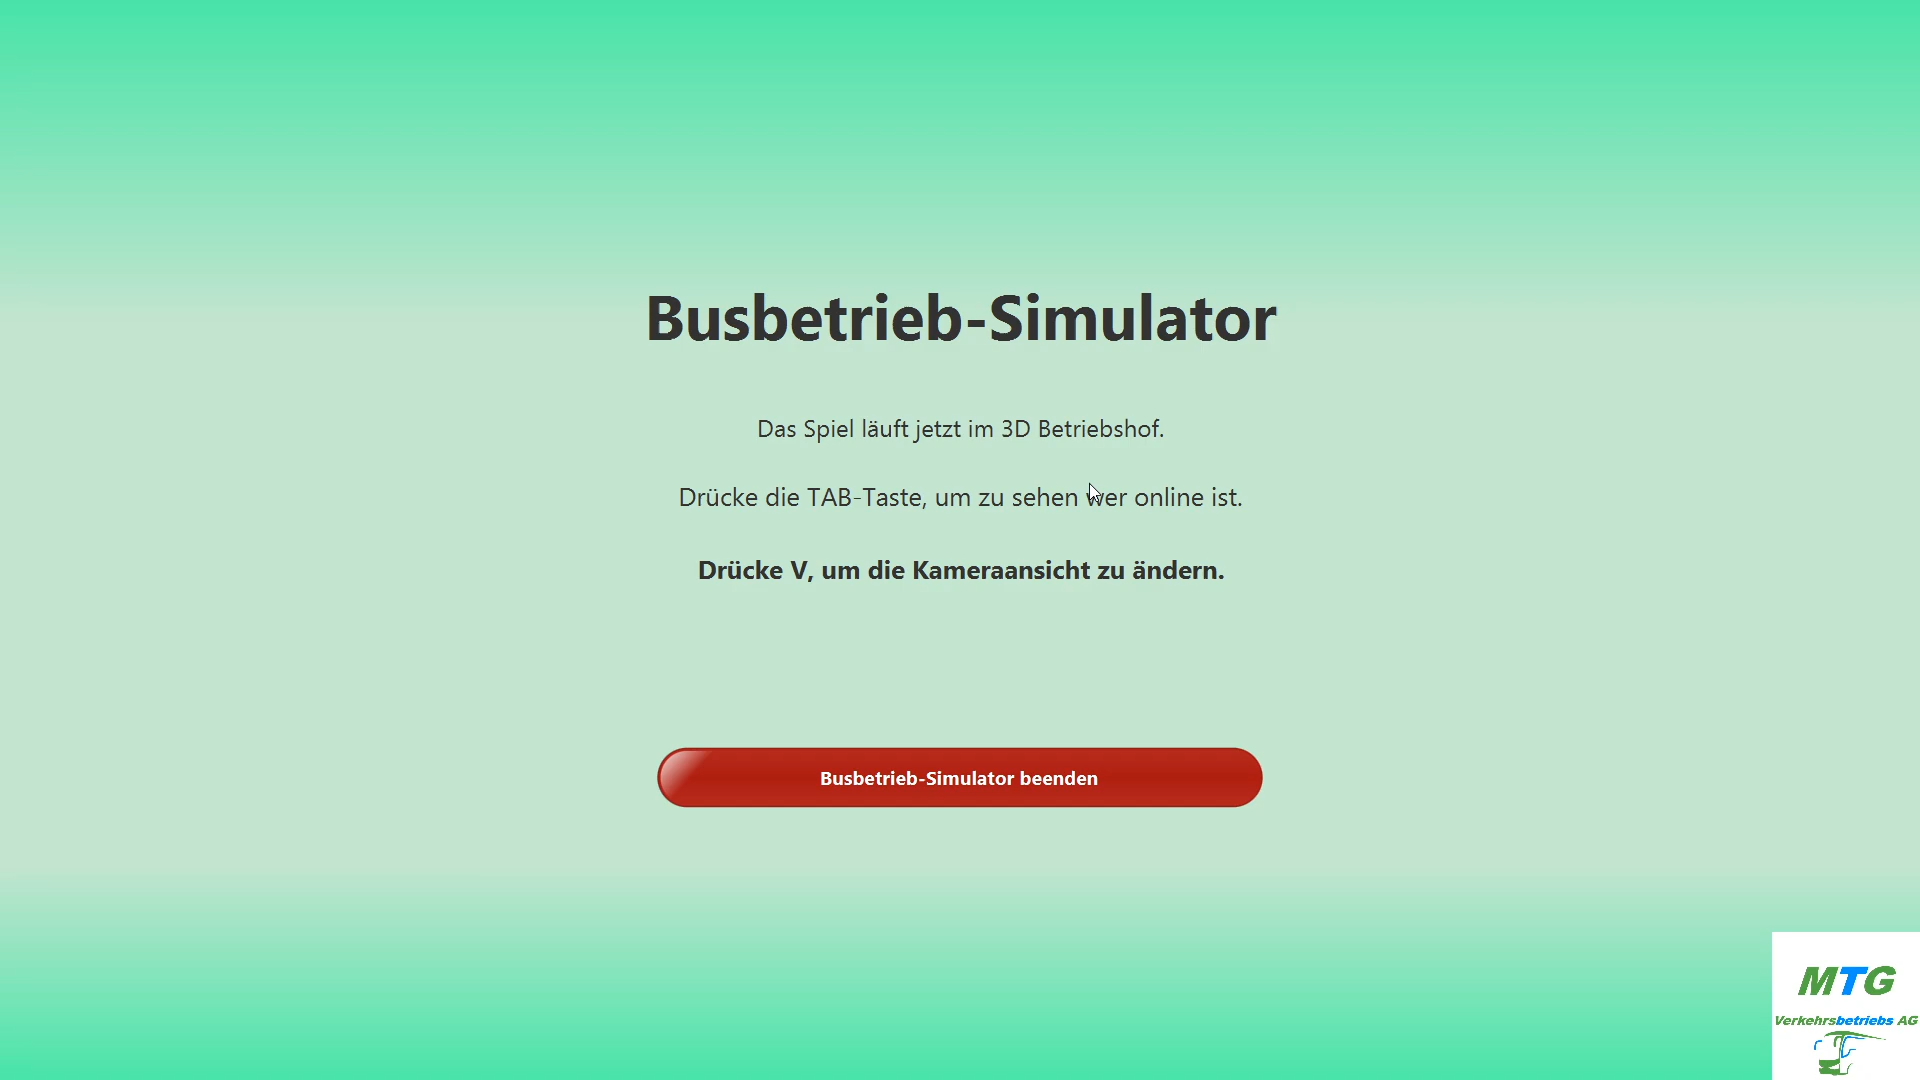 Busbetrieb-Simulator
Das Spiel läuft jetzt im 3D Betriebshof.
Drücke die TAB-Taste, um zu sehen wer online ist.
Drücke V, um die Kameraansicht zu ändern.
Busbetrieb-Simulator beenden
MTG
Verkehrsbetriebs AG